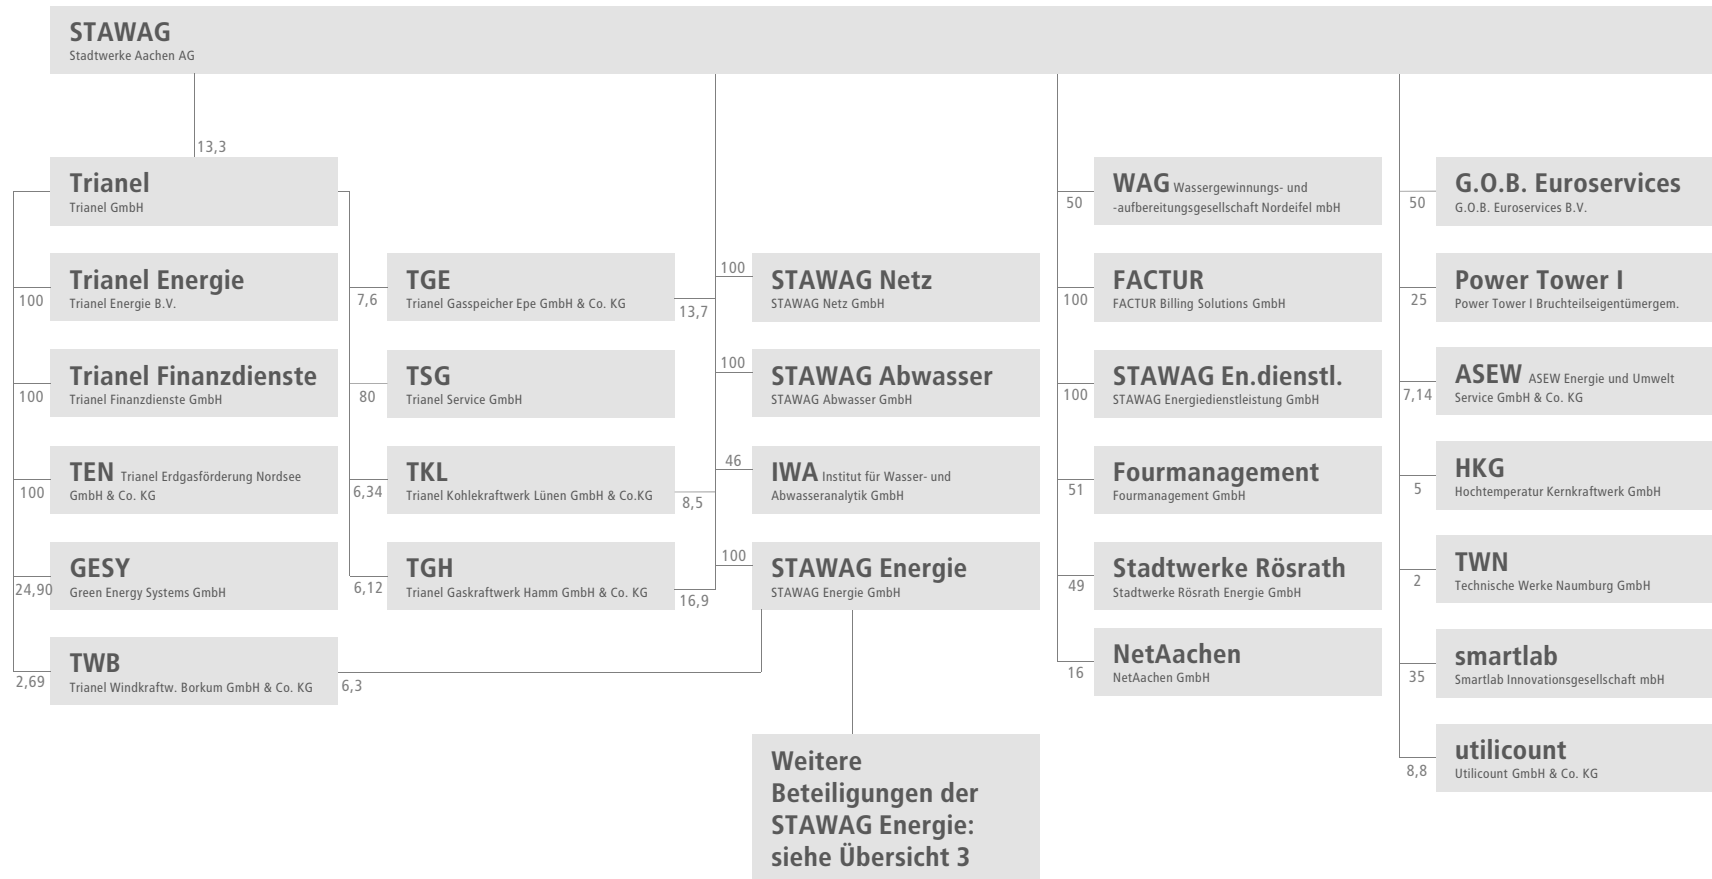 STAWAG
Stadtwerke Aachen AG
13,3
Trianel
Trianel GmbH
100
Trianel Energie
Trianel Energie B.V.
100
Trianel Finanzdienste
Trianel Finanzdienste GmbH
100
TEN Trianel Erdgasförderung Nordsee
GmbH & Co. KG
24,90
GESY
Green Energy Systems GmbH
2,69
TWB
Trianel Windkraftw. Borkum GmbH & Co. KG
6,3
7,6
TGE
Trianel Gasspeicher Epe GmbH & Co. KG
13,7
80
TSG
Trianel Service GmbH
6,34
TKL
Trianel Kohlekraftwerk Lünen GmbH & Co.KG
8,5
6,12
TGH
Trianel Gaskraftwerk Hamm GmbH & Co. KG
16,9
100
STAWAG Netz
STAWAG Netz GmbH
100
STAWAG Abwasser
STAWAG Abwasser GmbH
46
IWA Institut für Wasser- und
Abwasseranalytik GmbH
100
STAWAG Energie
STAWAG Energie GmbH
Weitere
Beteiligungen der
STAWAG Energie:
siehe Übersicht 3
50
WAG Wassergewinnungs- und
-aufbereitungsgesellschaft Nordeifel mbH
100
FACTUR
FACTUR Billing Solutions GmbH
100
STAWAG En.dienstl.
STAWAG Energiedienstleistung GmbH
51
Fourmanagement
Fourmanagement GmbH
49
Stadtwerke Rösrath
Stadtwerke Rösrath Energie GmbH
16
NetAachen
NetAachen GmbH
50
G.O.B. Euroservices
G.O.B. Euroservices B.V.
25
Power Tower I
Power Tower I Bruchteilseigentümergem.
7,14
ASEW ASEW Energie und Umwelt
Service GmbH & Co. KG
5
HKG
Hochtemperatur Kernkraftwerk GmbH
2
TWN
Technische Werke Naumburg GmbH
35
smartlab
Smartlab Innovationsgesellschaft mbH
8,8
utilicount
Utilicount GmbH & Co. KG